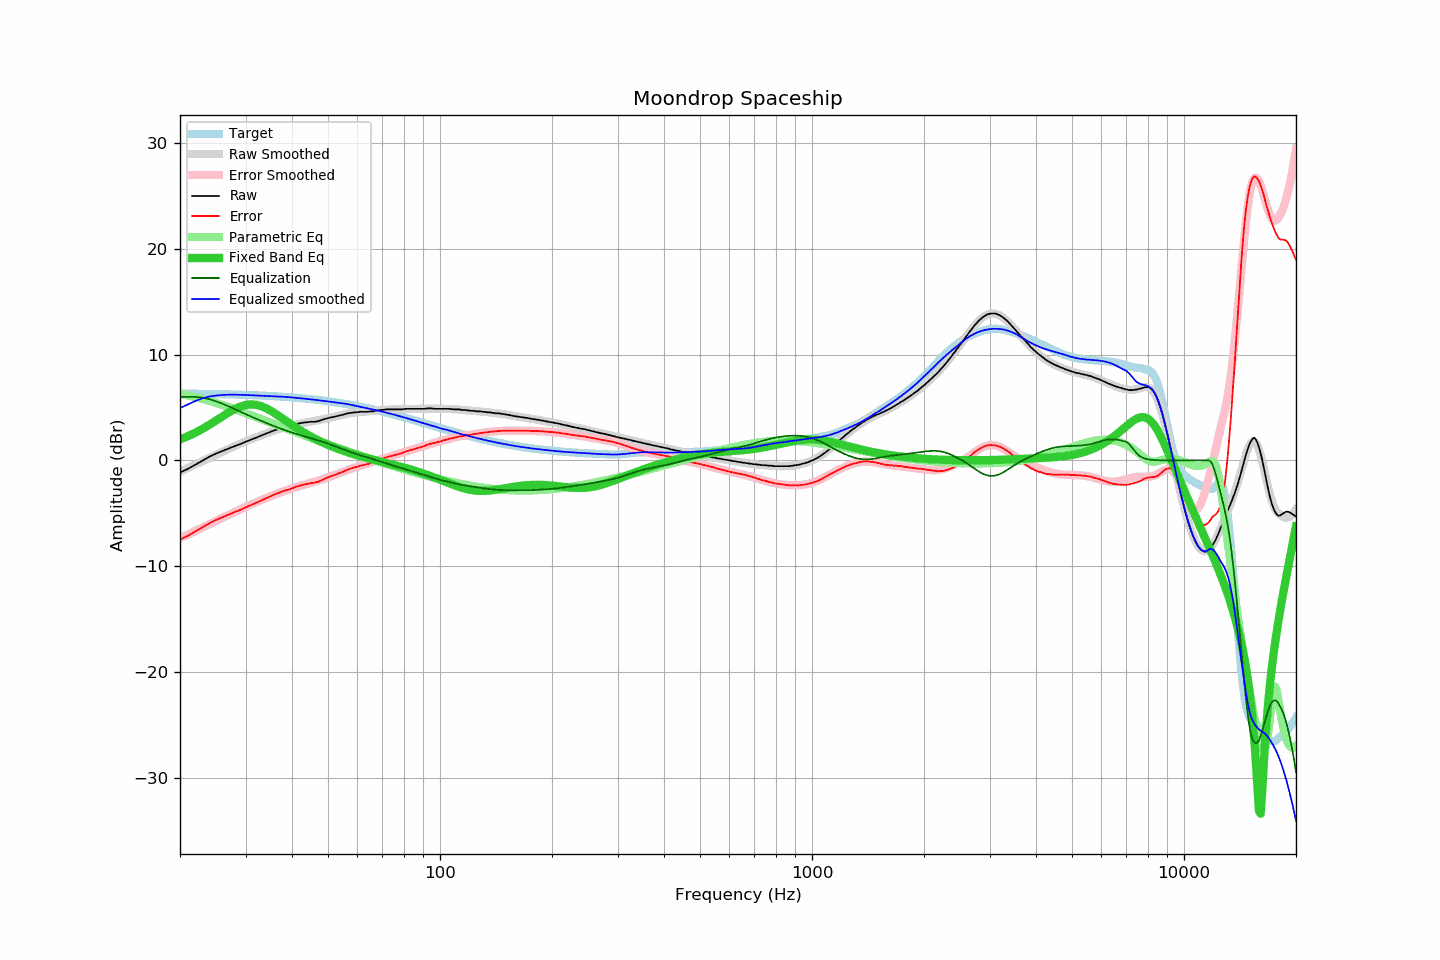 Moondrop Spaceship
Target
Raw Smoothed
Error Smoothed
Raw
Error
Parametric Eq
Fixed Band Eq
Equalization
Equalized smoothed
30
20
10
0
−10
−20
−30
Amplitude (dBr)
100
1000
10000
Frequency (Hz)